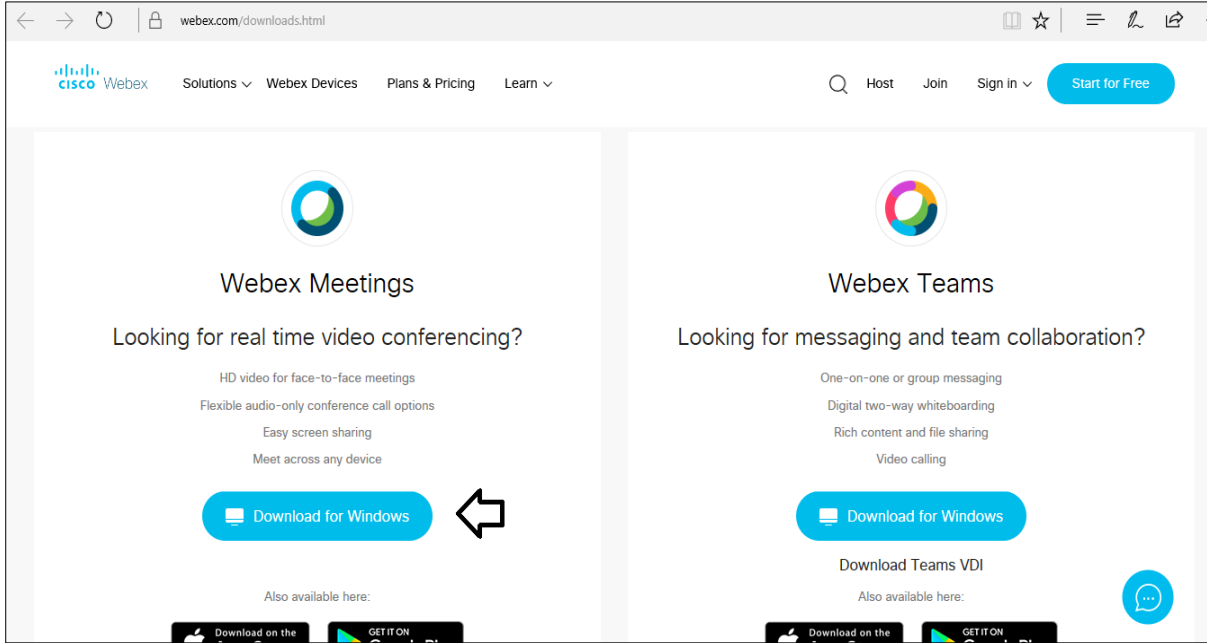 webex.com/downloads.html
CISCO Webex
Solutions Webex Devices Plans & Pricing Learn
Host Join Sign in Start for Free
Webex Meetings
Looking for real time video conferencing?
HD video for face-to-face meetings
Flexible audio-only conference call options
Easy screen sharing
Meet across any device
Download for Windows
Also available here:
Download on the
GET IT ON
Webex Teams
Looking for messaging and team collaboration?
One-on-one or group messaging
Digital two-way whiteboarding
Rich content and file sharing
Video calling
Download for Windows
Download Teams VDI
Also available here:
Download on the
GET IT ON